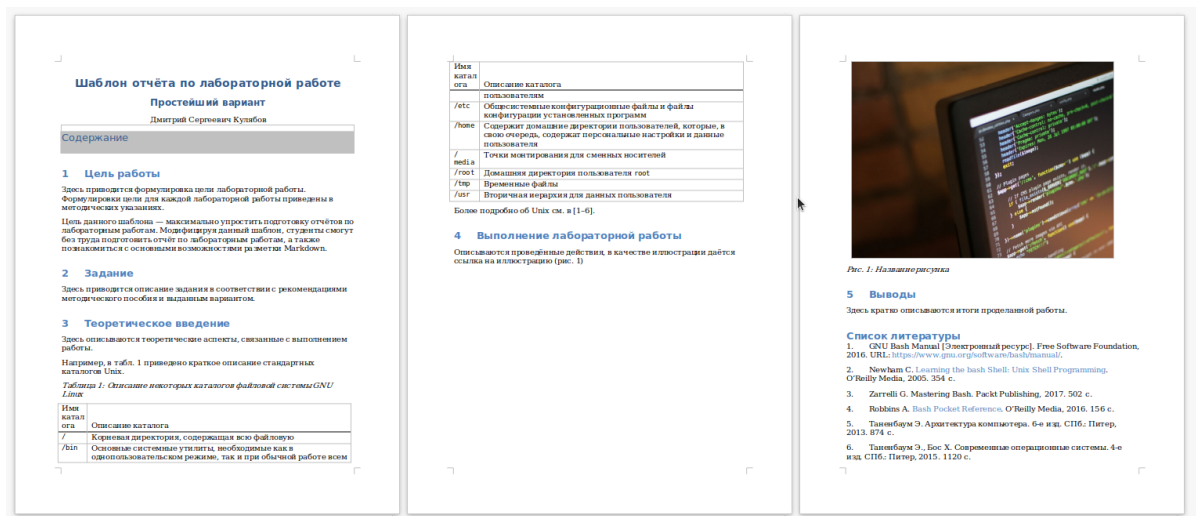 Шаблон отчёта по лабораторной работе
Простейший вариант
Дмитрий Сергеевич Кулябов
Содержание
1 Цель работы
Здесь приводится формулировка цели лабораторной работы.
Формулировки цели для каждой лабораторной работы приведены в
методических указаниях.
Цель данного шаблона — максимально упростить подготовку отчётов по
лабораторным работам. Модифицируя данный шаблон, студенты смогут
без труда подготовить отчёт по лабораторным работам, а также
познакомиться с основными возможностями разметки Markdown.
2 Задание
Здесь приводится описание задания в соответствии с рекомендациями
методического пособия и выданным вариантом.
3 Теоретическое введение
Здесь описываются теоретические аспекты, связанные с выполнением
работы.
Например, в табл. 1 приведено краткое описание стандартных
каталогов Unix.
Таблица 1: Описание некоторых каталогов файловой системы GNU
Linux
Имя
катал
ога Описание каталога
/ Корневая директория, содержащая всю файловую
/bin Основные системные утилиты, необходимые как в
однопользовательском режиме, так и при обычной работе всем
Имя
катал
ога Описание каталога
пользователям
/etc Общесистемные конфигурационные файлы и файлы
конфигурации установленных программ
/home Содержит домашние директории пользователей, которые, в
свою очередь, содержат персональные настройки и данные
пользователя
/ Точки монтирования для сменных носителей
media
/root Домашняя директория пользователя root
/tmp Временные файлы
/usr Вторичная иерархия для данных пользователя
Более подробно об Unix см. в [1–6].
4 Выполнение лабораторной работы
Описываются проведённые действия, в качестве иллюстрации даётся
ссылка на иллюстрацию (рис. 1)
Рис. 1: Название рисунка
5 Выводы
Здесь кратко описываются итоги проделанной работы.
Список литературы
1. GNU Bash Manual [Электронный ресурс]. Free Software Foundation,
2016. URL: https://www.gnu.org/software/bash/manual/.
2. Newham C. Learning the bash Shell: Unix Shell Programming.
O’Reilly Media, 2005. 354 с.
3. Zarrelli G. Mastering Bash. Packt Publishing, 2017. 502 с.
4. Robbins A. Bash Pocket Reference. O’Reilly Media, 2016. 156 с.
5. Таненбаум Э. Архитектура компьютера. 6-е изд. СПб.: Питер,
2013. 874 с.
6. Таненбаум Э., Бос Х. Современные операционные системы. 4-е
изд. СПб.: Питер, 2015. 1120 с.